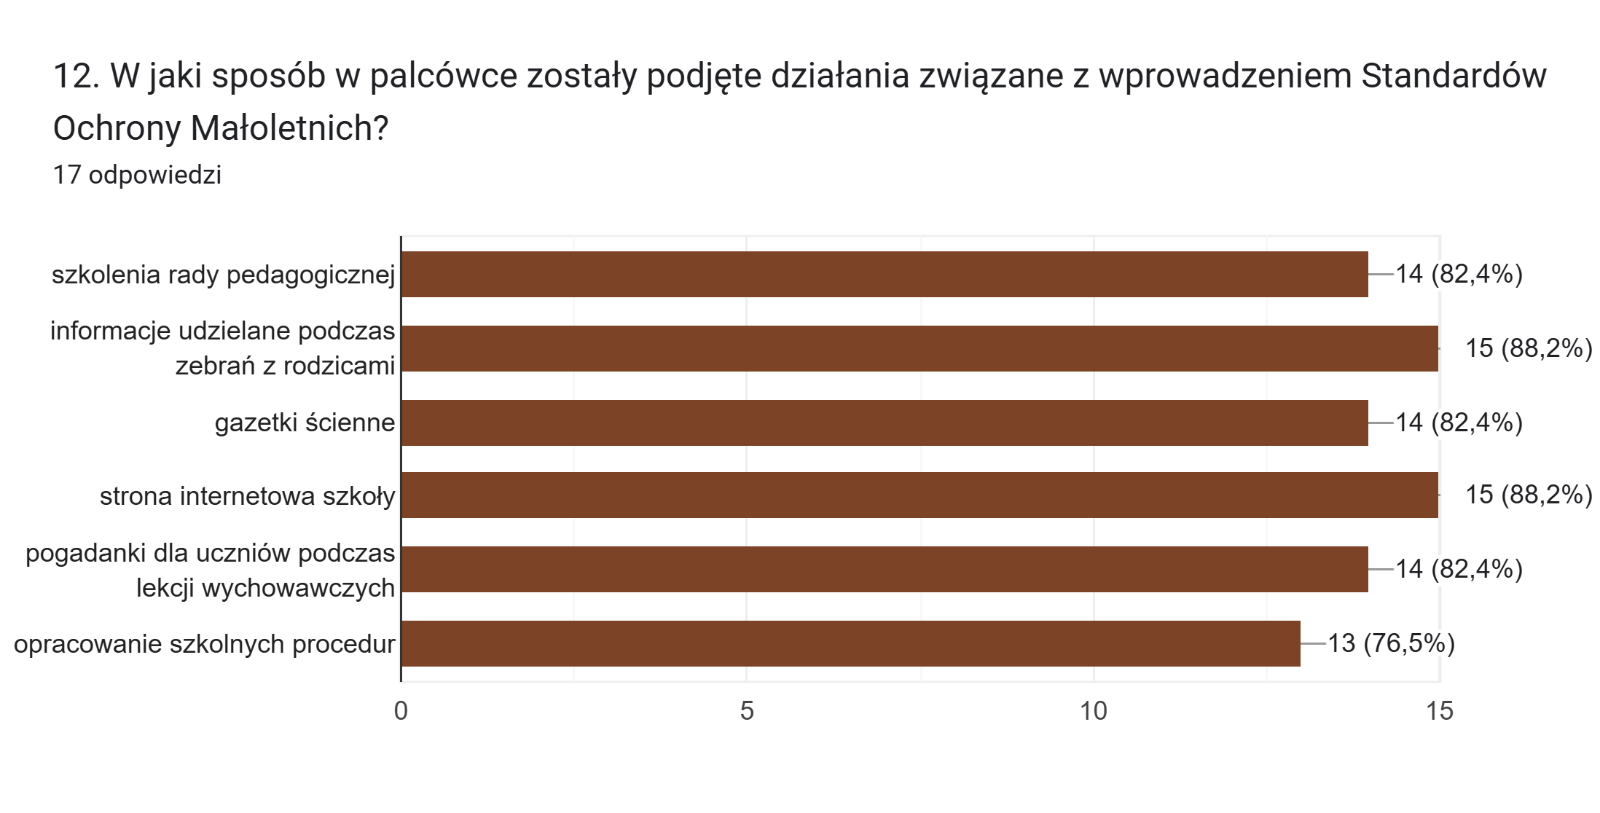 12. W jaki sposób w palcówce zostały podjęte działania związane z wprowadzeniem Standardów
Ochrony Małoletnich?
17 odpowiedzi
szkolenia rady pedagogicznej
14 (82,4%)
informacje udzielane podczas
zebrań z rodzicami
15 (88,2%)
gazetki ścienne
14 (82,4%)
strona internetowa szkoły
15 (88,2%)
pogadanki dla uczniów podczas
lekcji wychowawczych
14 (82,4%)
opracowanie szkolnych procedur
13 (76,5%)
0 5 10 15